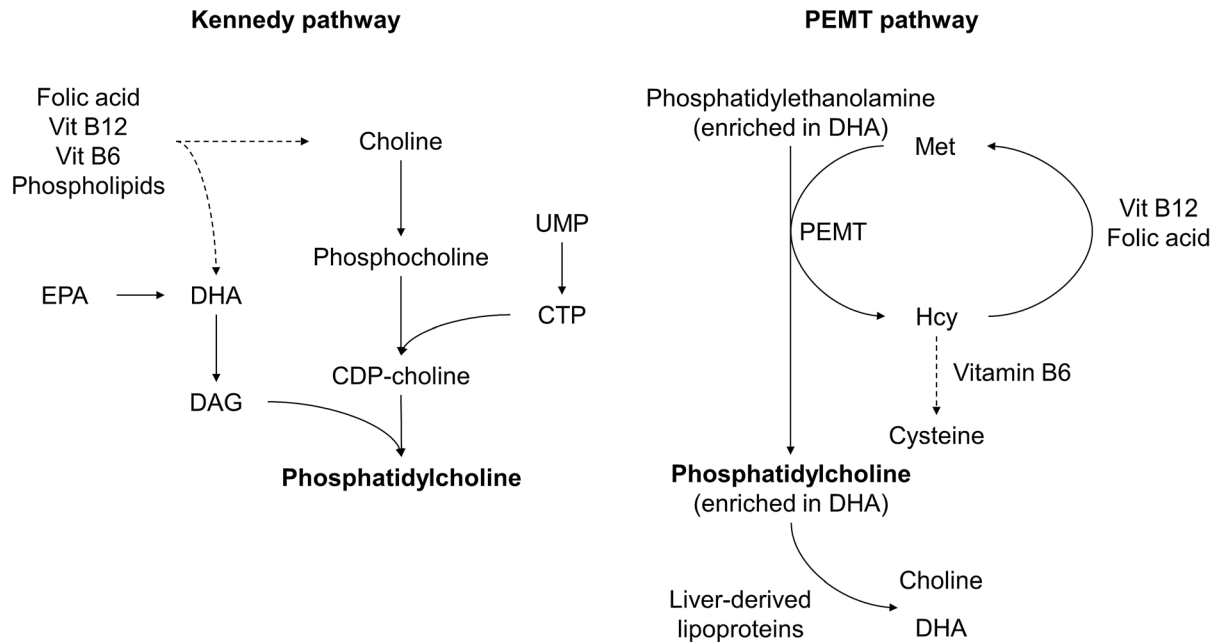 Kennedy pathway
Folic acid
Vit B12
Vit B6
Phospholipids
Choline
UMP
Phosphocholine
EPA
DHA
CTP
CDP-choline
DAG
Phosphatidylcholine
PEMT pathway
Phosphatidylethanolamine
(enriched in DHA)
Met
Vit B12
Folic acid
PEMT
Hcy
Vitamin B6
Cysteine
Phosphatidylcholine
(enriched in DHA)
Choline
Liver-derived
lipoproteins
DHA